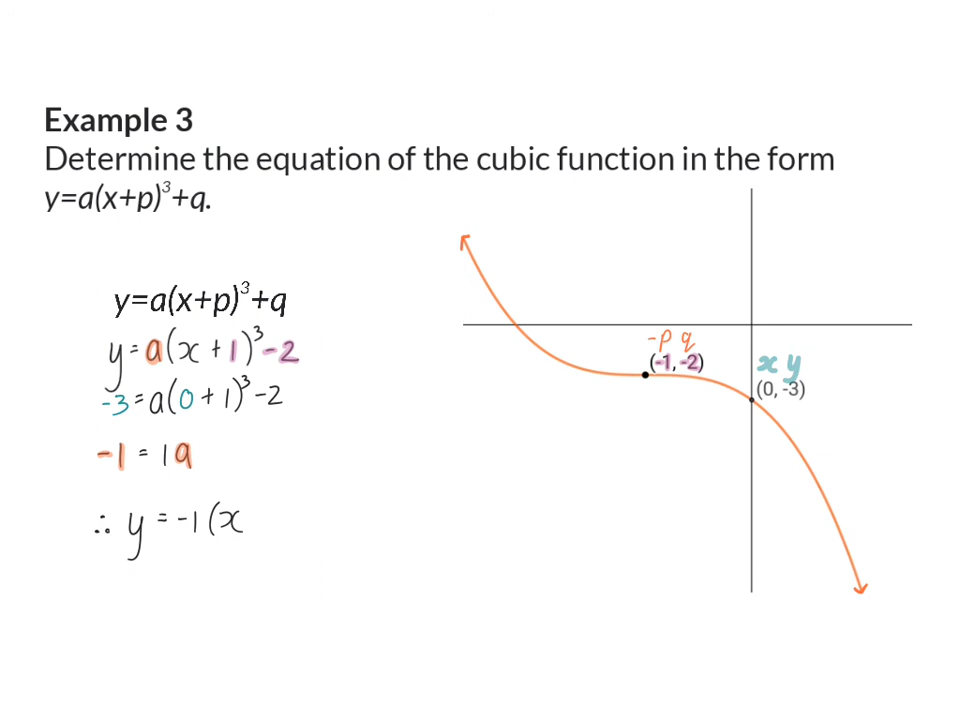 Example 3
Determine the equation of the cubic function in the form
y=a(x+p)³+q.
y=a(x+p)³+q
y=a(x+1)³-2
-3=a(0+1)³-2
-1=1a
∴ y=-1(x
-p q
(-1, -2)
x y
(0, -3)